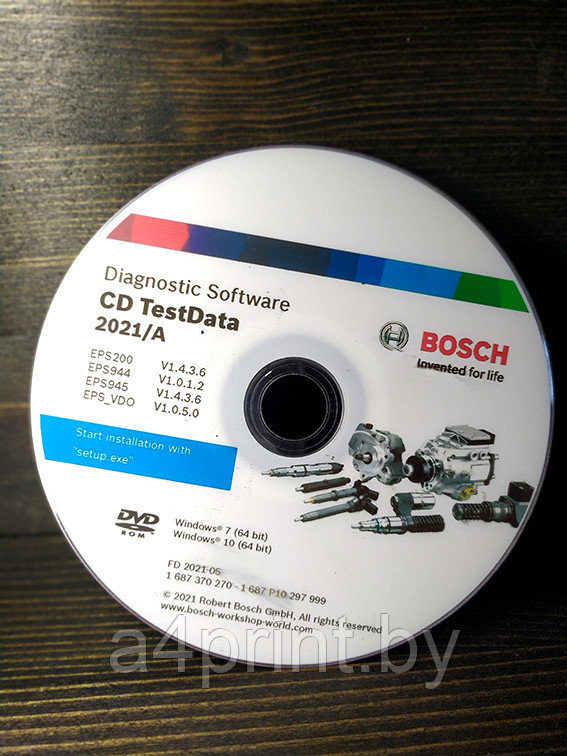 Diagnostic Software
CD TestData
2021/A
EPS200 V1.4.3.6
EPS944 V1.0.1.2
EPS945 V1.4.3.6
EPS_VDO V1.0.5.0
BOSCH
Invented for life
Start installation with
"setup.exe"
DVD
ROM
Windows® 7 (64 bit)
Windows® 10 (64 bit)
FD 2021-05
1 687 370 270 - 1 687 P10 297 999
© 2021 Robert Bosch GmbH, All rights reserved
www.bosch-workshop-world.com
a4print.by